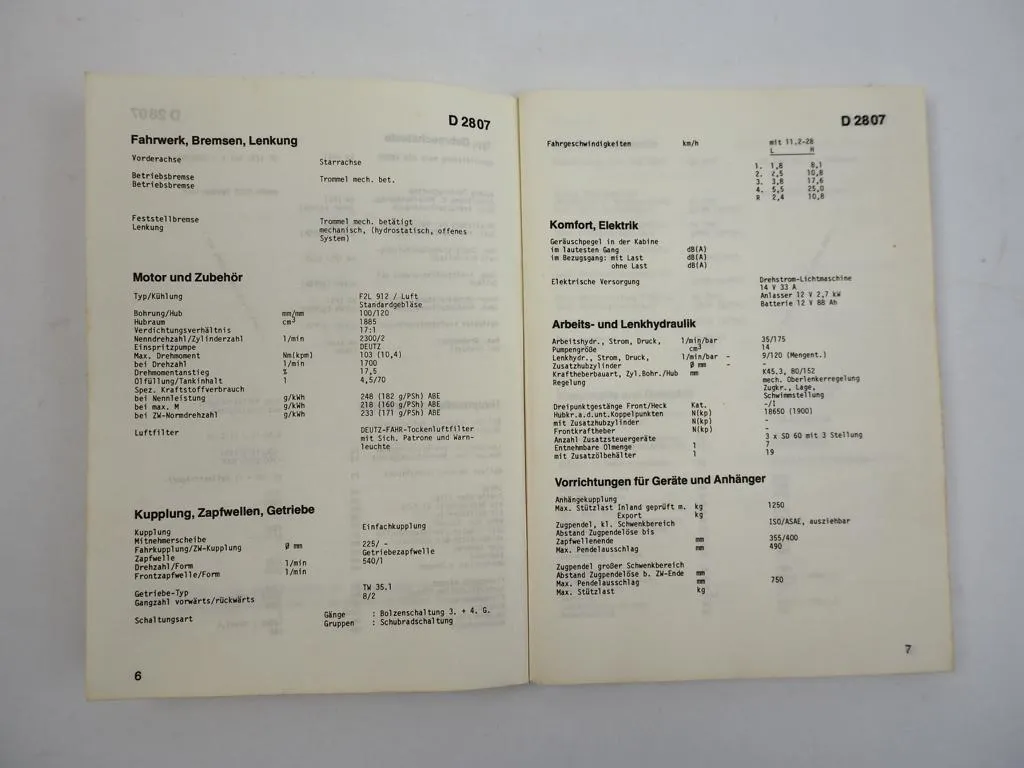 D 2807
Fahrwerk, Bremsen, Lenkung
Vorderachse Starrachse
Betriebsbremse Trommel mech. bet.
Betriebsbremse
Feststellbremse Trommel mech. betätigt
Lenkung mechanisch, (hydrostatisch, offenes
System)
Motor und Zubehör
Typ/Kühlung F2L 912 / Luft
Standardgebläse
Bohrung/Hub mm/mm 100/120
Hubraum cm³ 1885
Verdichtungsverhältnis 17:1
Nenndrehzahl/Zylinderzahl 1/min 2300/2
Einspritzpumpe DEUTZ
Max. Drehmoment Nm(kpm) 103 (10,4)
bei Drehzahl 1/min 1700
Drehmomentanstieg % 17,5
Ölfüllung/Tankinhalt l 4,5/70
Spez. Kraftstoffverbrauch
bei Nennleistung g/kWh 248 (182 g/PSh) ABE
bei max. M g/kWh 218 (160 g/PSh) ABE
bei ZW-Normdrehzahl g/kWh 233 (171 g/PSh) ABE
Luftfilter DEUTZ-FAHR-Tockenluftfilter
mit Sich. Patrone und Warn-
leuchte
Kupplung, Zapfwellen, Getriebe
Kupplung Einfachkupplung
Mitnehmerscheibe
Fahrkupplung/ZW-Kupplung Ø mm 225/ -
Zapfwelle Getriebezapfwelle
Drehzahl/Form 1/min 540/1
Frontzapfwelle/Form 1/min
Getriebe-Typ TW 35.1
Gangzahl vorwärts/rückwärts 8/2
Schaltungsart Gänge : Bolzenschaltung 3. + 4. G.
Gruppen : Schubradschaltung
6
D 2807
Fahrgeschwindigkeiten km/h mit 11.2-28
L H
1. 1,8 8,1
2. 2,5 10,8
3. 3,8 17,6
4. 5,5 25,0
R 2,4 10,8
Komfort, Elektrik
Geräuschpegel in der Kabine
im lautesten Gang dB(A)
im Bezugsgang: mit Last dB(A)
ohne Last dB(A)
Elektrische Versorgung Drehstrom-Lichtmaschine
14 V 33 A
Anlasser 12 V 2,7 kW
Batterie 12 V 88 Ah
Arbeits- und Lenkhydraulik
Arbeitshydr., Strom, Druck, 1/min/bar 35/175
Pumpengröße cm³ 14
Lenkhydr., Strom, Druck, 1/min/bar - 9/120 (Mengent.)
Zusatzhubzylinder Ø mm -
Kraftheberbauart, Zyl.Bohr./Hub mm K45.3, 80/152
Regelung mech. Oberlenkerregelung
Zugkr., Lage,
Schwimmstellung
Dreipunktgestänge Front/Heck Kat. -/1
Hubkr.a.d.unt.Koppelpunkten N(kp) 18650 (1900)
mit Zusatzhubzylinder N(kp) -
Frontkraftheber N(kp) -
Anzahl Zusatzsteuergeräte 3 x SD 60 mit 3 Stellung
Entnehmbare Ölmenge l 7
mit Zusatzölbehälter l 19
Vorrichtungen für Geräte und Anhänger
Anhängekupplung
Max. Stützlast Inland geprüft m. kg 1250
Export kg
Zugpendel, kl. Schwenkbereich ISO/ASAE, ausziehbar
Abstand Zugpendelöse bis
Zapfwellenende mm 355/400
Max. Pendelausschlag mm 490
Zugpendel großer Schwenkbereich
Abstand Zugpendelöse b. ZW-Ende mm
Max. Pendelausschlag mm 750
Max. Stützlast kg
7